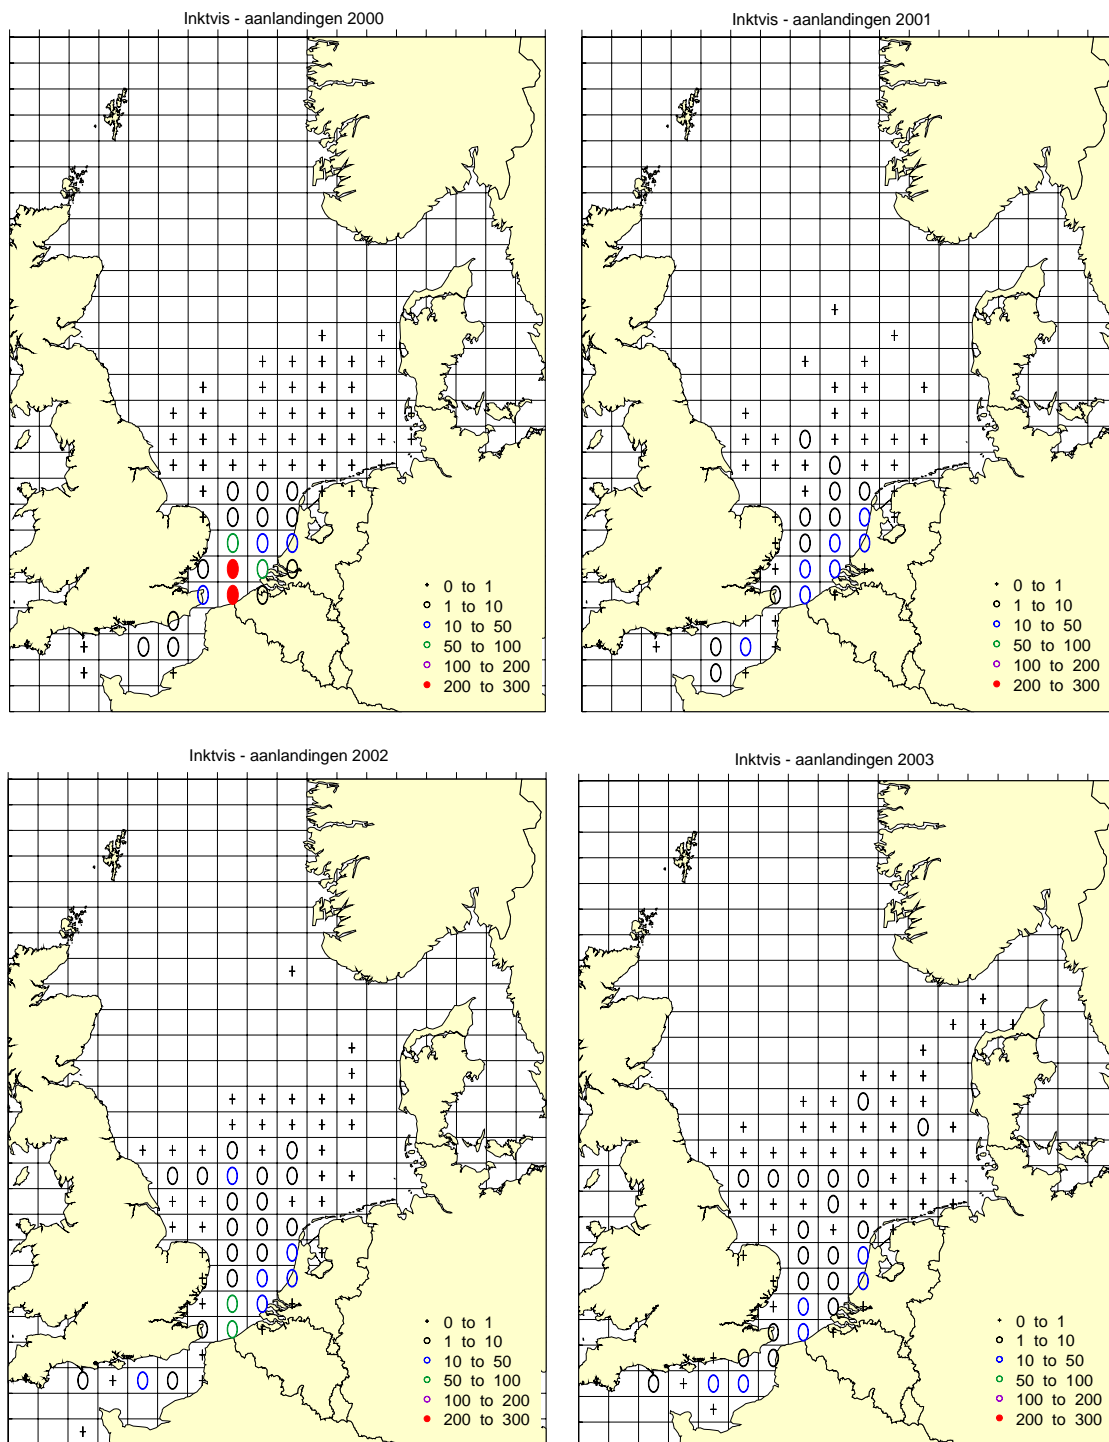 Inktvis - aanlandingen 2000
0 to 1
1 to 10
10 to 50
50 to 100
100 to 200
200 to 300
Inktvis - aanlandingen 2001
0 to 1
1 to 10
10 to 50
50 to 100
100 to 200
200 to 300
Inktvis - aanlandingen 2002
0 to 1
1 to 10
10 to 50
50 to 100
100 to 200
200 to 300
Inktvis - aanlandingen 2003
0 to 1
1 to 10
10 to 50
50 to 100
100 to 200
200 to 300